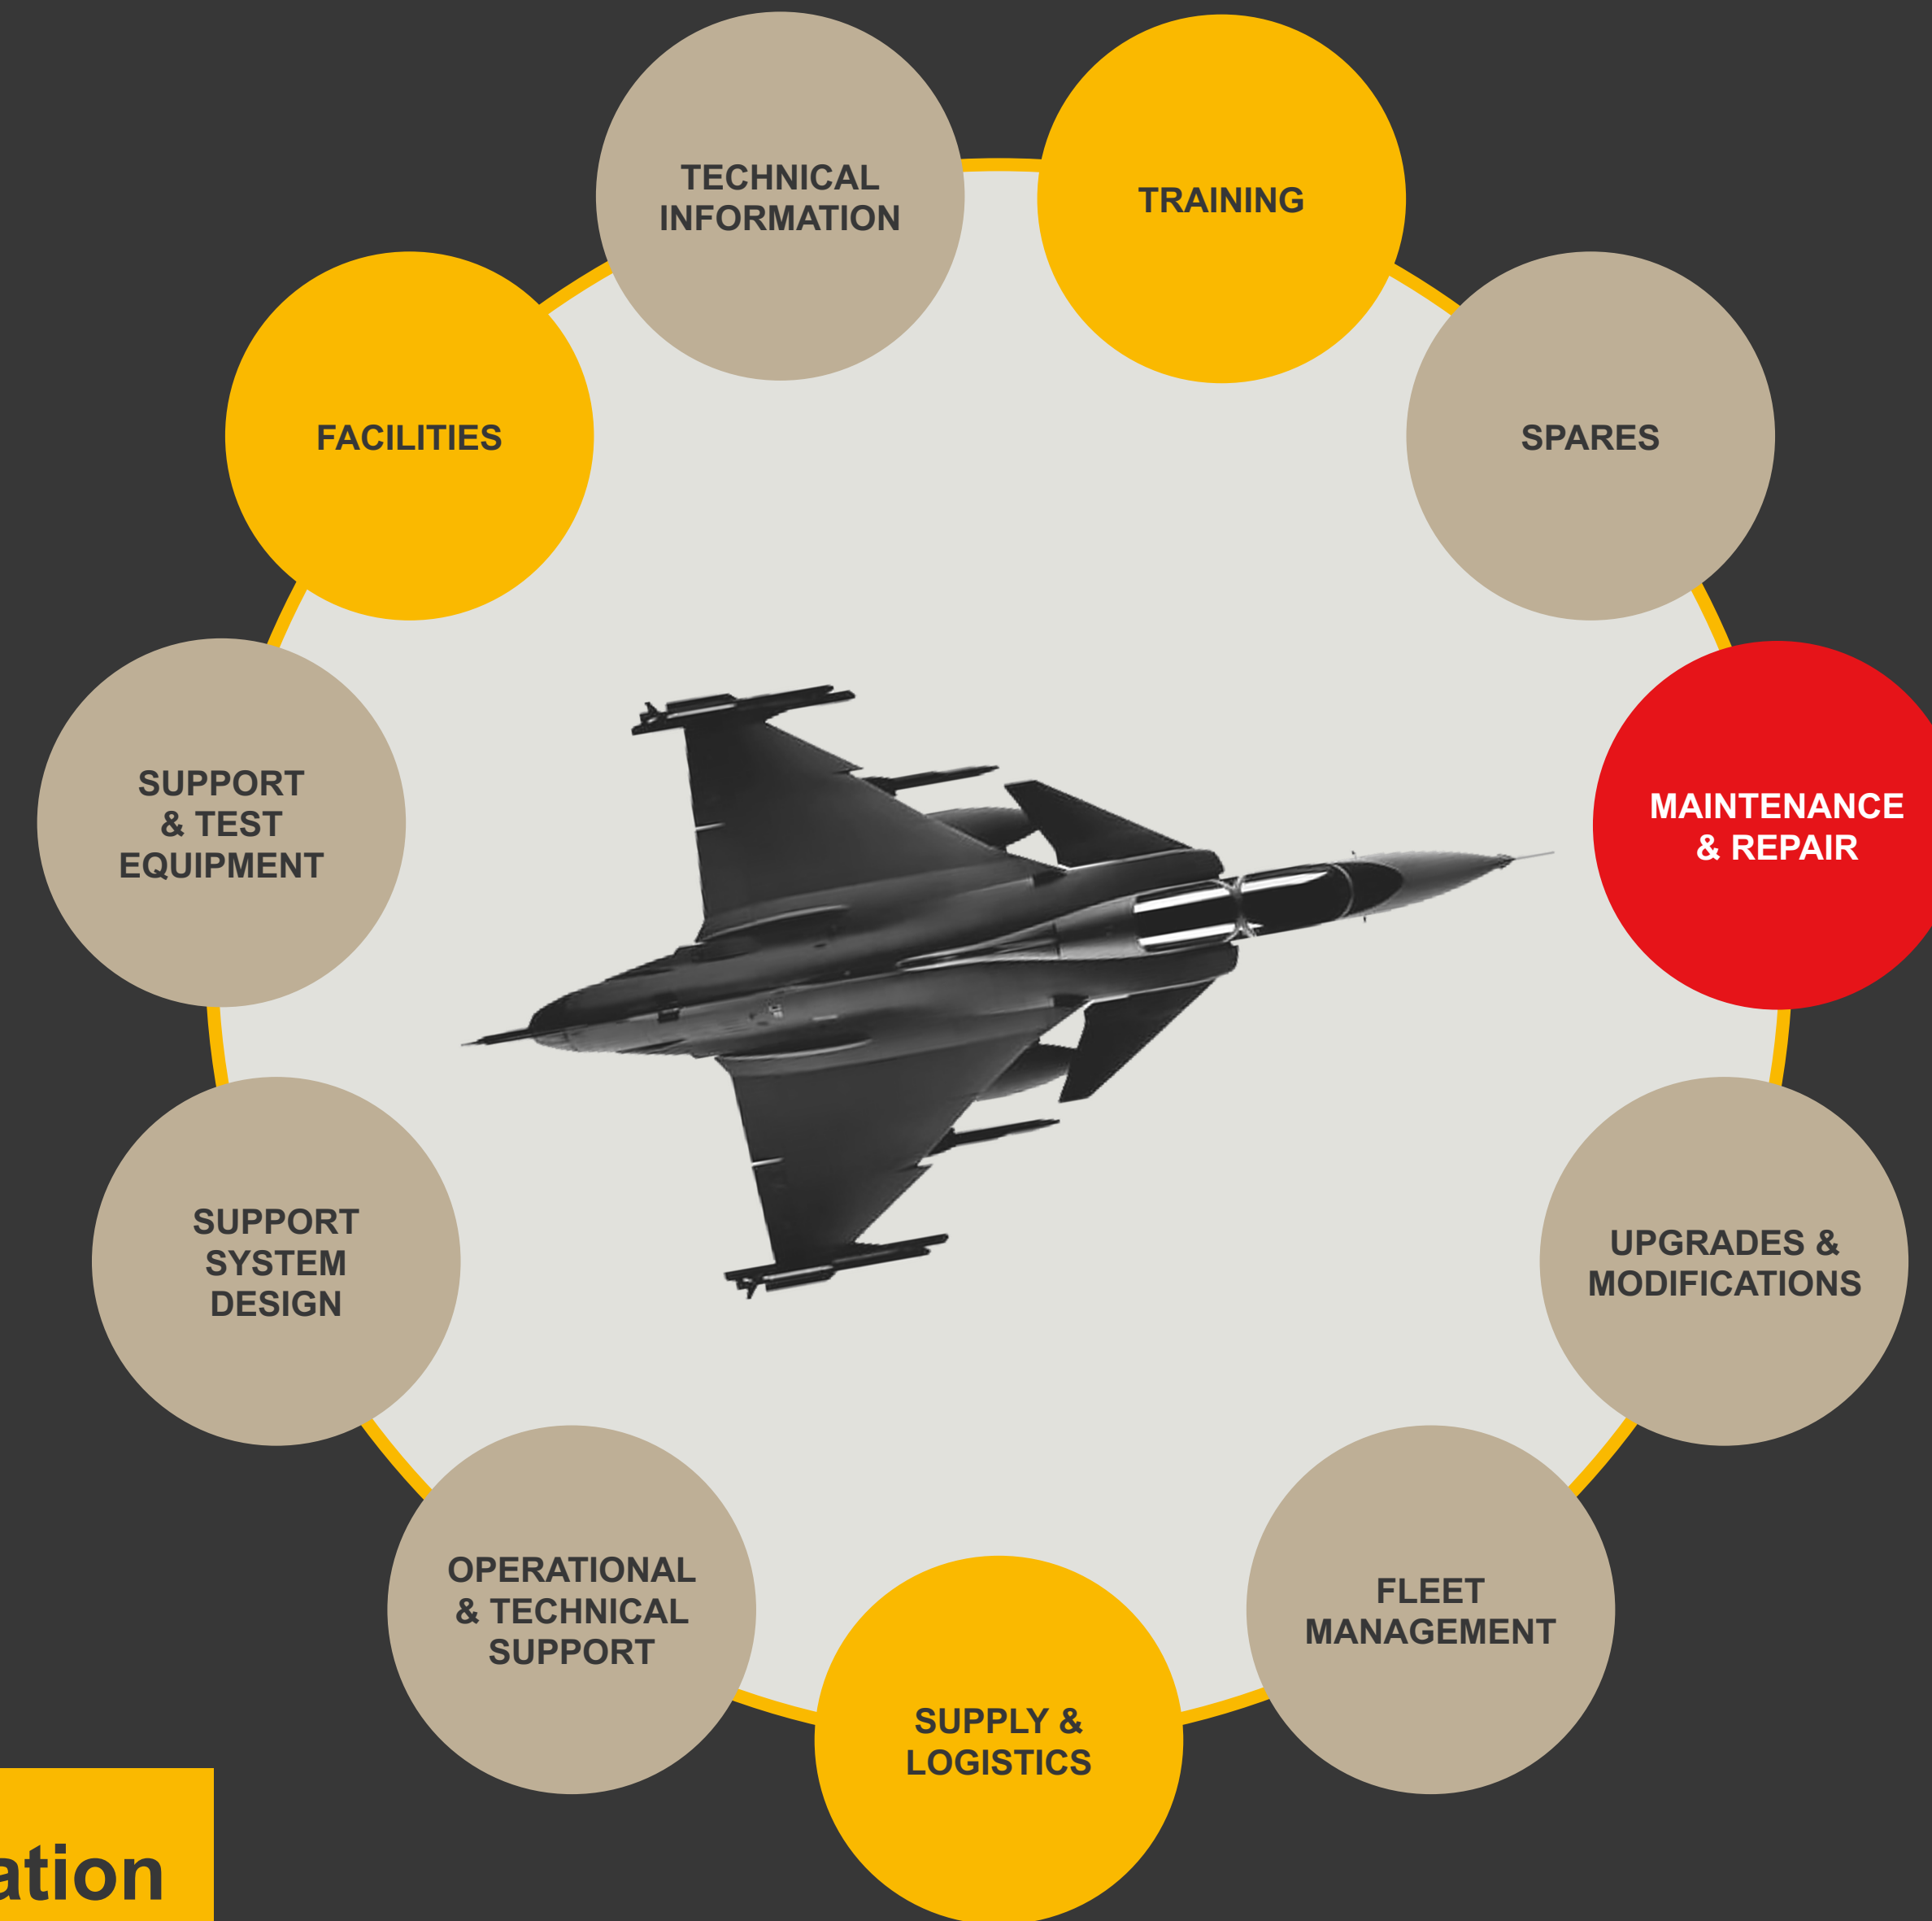 TECHNICAL
INFORMATION
TRAINING
FACILITIES
SPARES
SUPPORT
& TEST
EQUIPMENT
MAINTENANCE
& REPAIR
SUPPORT
SYSTEM
DESIGN
UPGRADES &
MODIFICATIONS
OPERATIONAL
& TECHNICAL
SUPPORT
FLEET
MANAGEMENT
SUPPLY &
LOGISTICS
ation